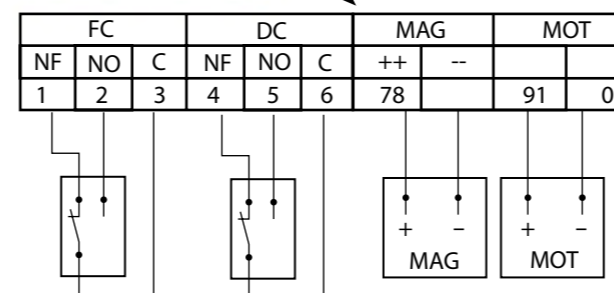 FC DC MAG MOT
NF NO C NF NO C ++ --
1 2 3 4 5 6 78 91 0
+ – + –
MAG MOT